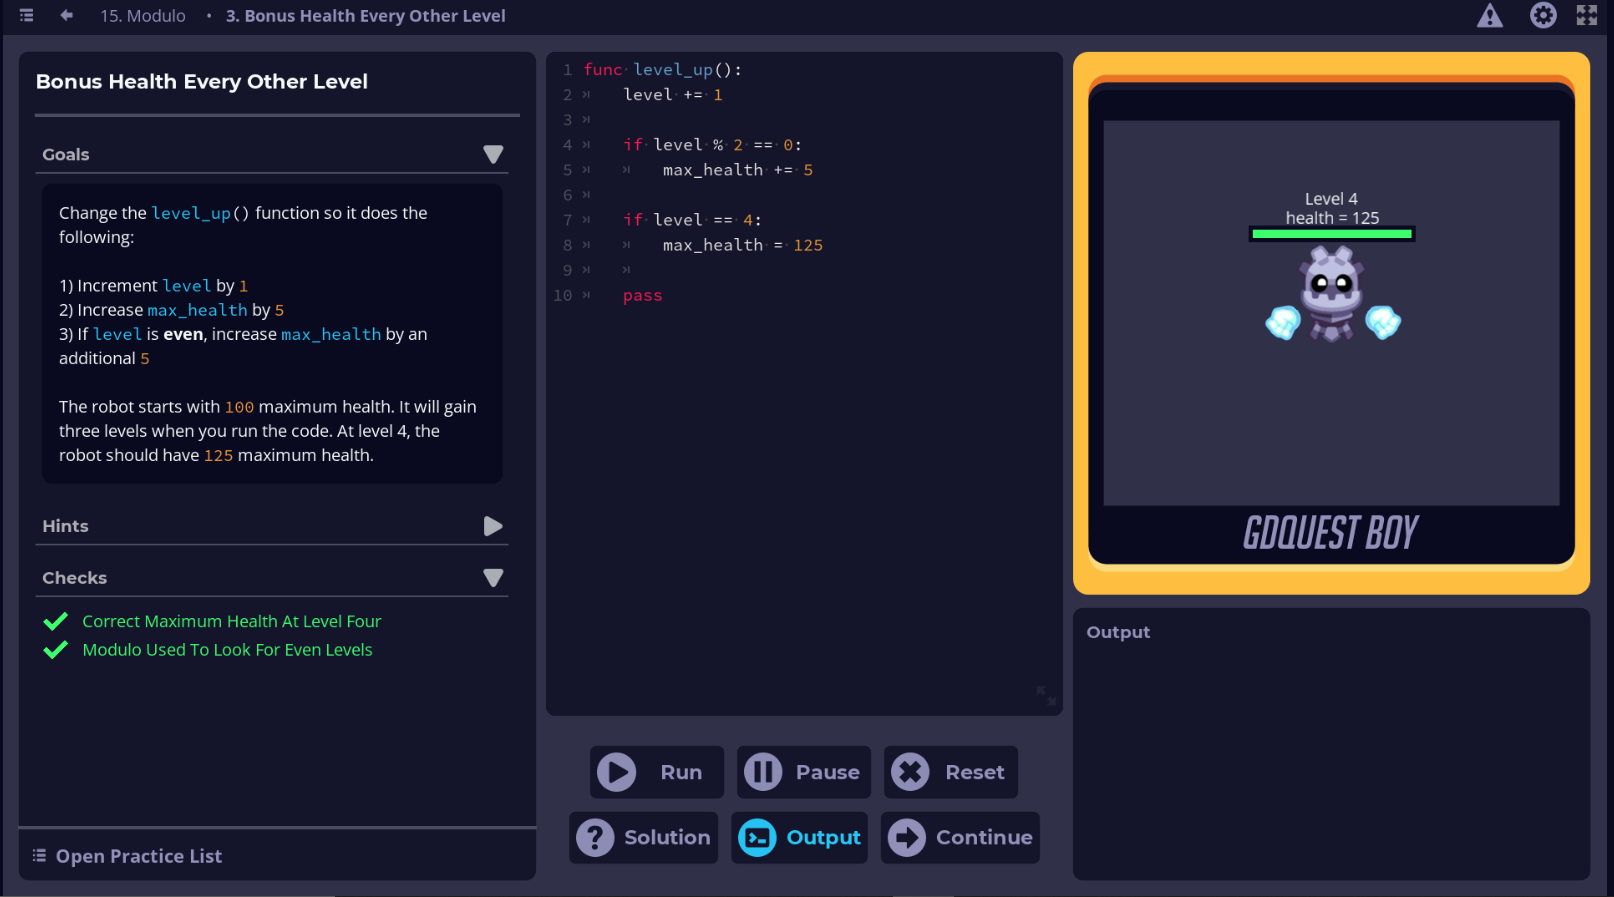 15. Modulo • 3. Bonus Health Every Other Level
Bonus Health Every Other Level
Goals
Change the level_up() function so it does the
following:
1) Increment level by 1
2) Increase max_health by 5
3) If level is even, increase max_health by an
additional 5
The robot starts with 100 maximum health. It will gain
three levels when you run the code. At level 4, the
robot should have 125 maximum health.
Hints
Checks
Correct Maximum Health At Level Four
Modulo Used To Look For Even Levels
Open Practice List
1 func level_up():
2 level += 1
3
4 if level % 2 == 0:
5 max_health += 5
6
7 if level == 4:
8 max_health = 125
9
10 pass
Run
Pause
Reset
Solution
Output
Continue
Level 4
health = 125
GDQUEST BOY
Output